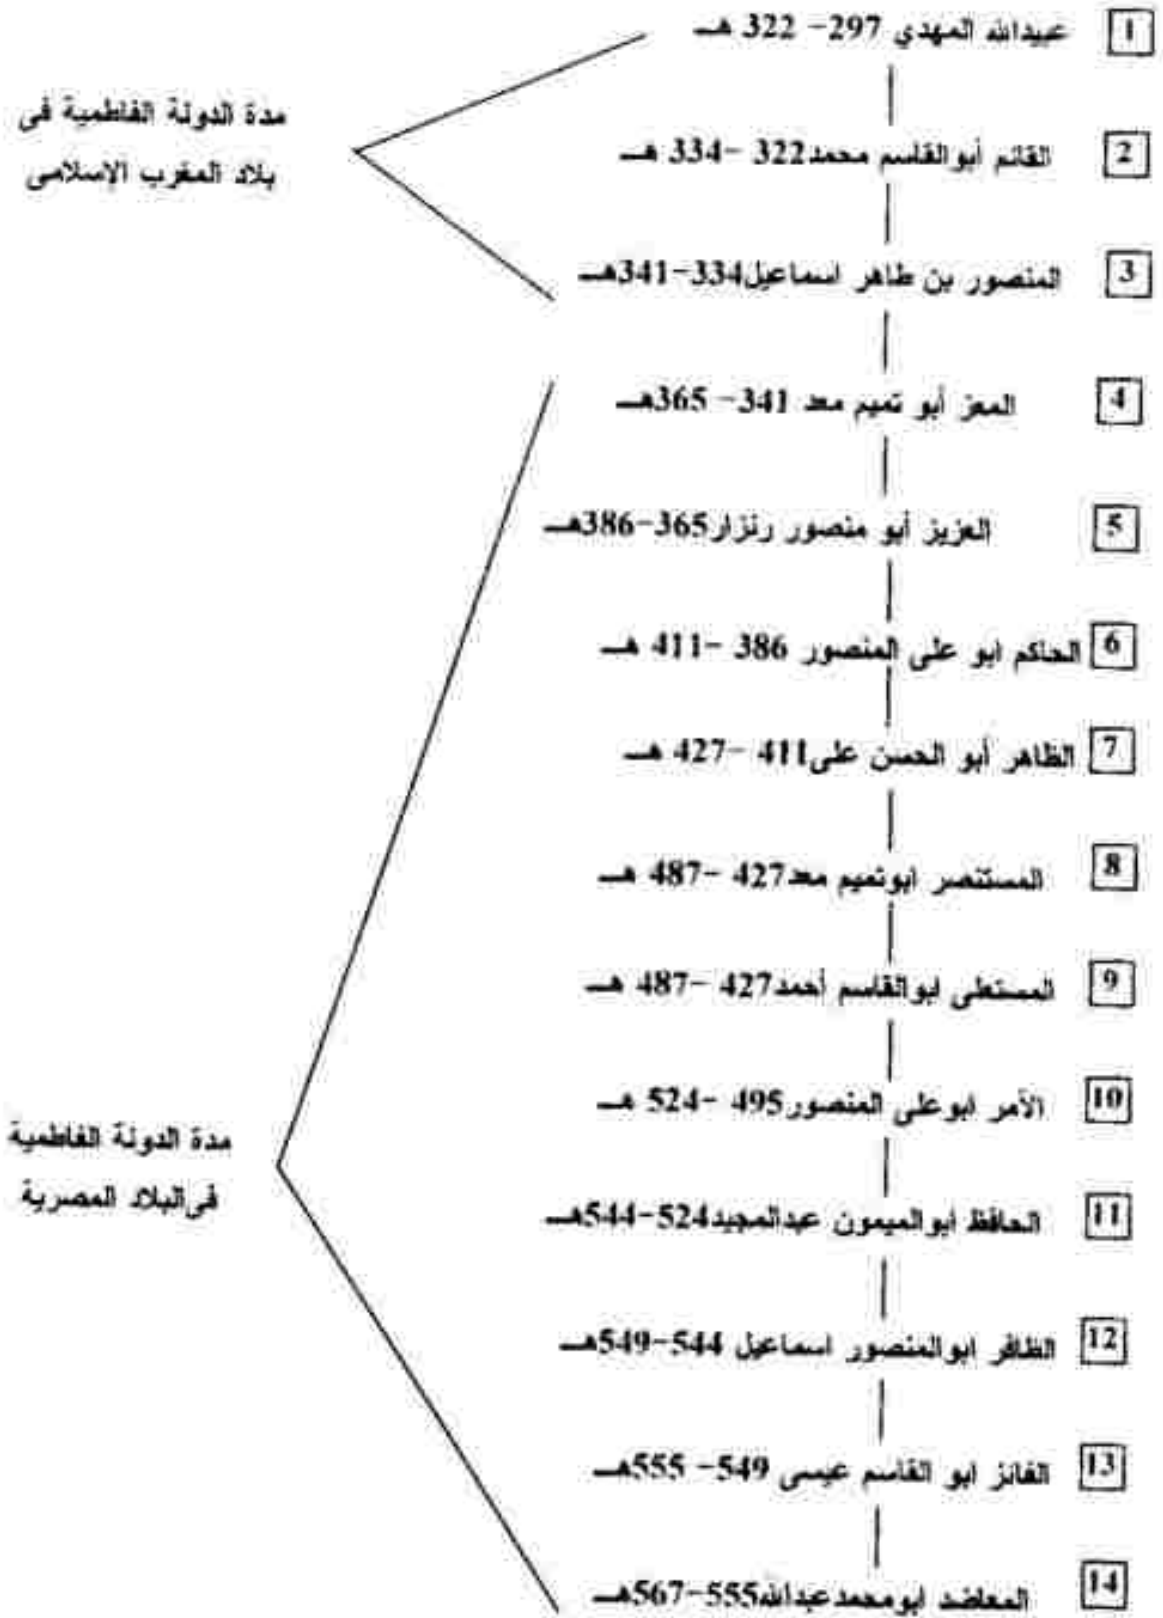 1 عبيدالله المهدي 297- 322 هـ
2 القائم أبوالقاسم محمد322 -334 هـ
3 المنصور بن طاهر اسماعيل334-341هـ
مدة الدولة الفاطمية فى
بلاد المغرب الإسلامى
4 المعز أبو تميم معد 341- 365هـ
5 العزيز أبو منصور رنزار365-386هـ
6 الحاكم ابو على المنصور 386 -411 هـ
7 الظاهر أبو الحسن على411 -427 هـ
8 المستنصر ابوتميم معد427 -487 هـ
9 المستعلى ابوالقاسم أحمد427 -487 هـ
10 الأمر ابوعلى المنصور495 -524 هـ
11 الحافظ ابوالميمون عبدالمجيد524-544هـ
12 الظافر ابوالمنصور اسماعيل 544-549هـ
13 الفائز ابو القاسم عيسى 549- 555هـ
14 المعاضد ابومحمدعبدالله555-567هـ
مدة الدولة الفاطمية
فى البلاد المصرية